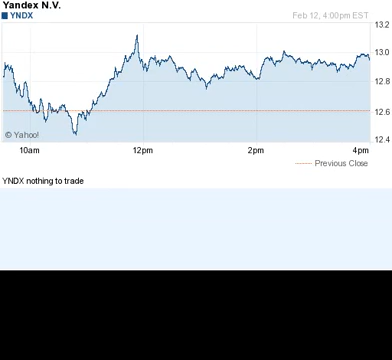 Yandex N.V.
YNDX Feb 12, 4:00pm EST
13.2
13.0
12.8
12.6
12.4
© Yahoo!
10am 12pm 2pm 4pm
Previous Close
YNDX nothing to trade